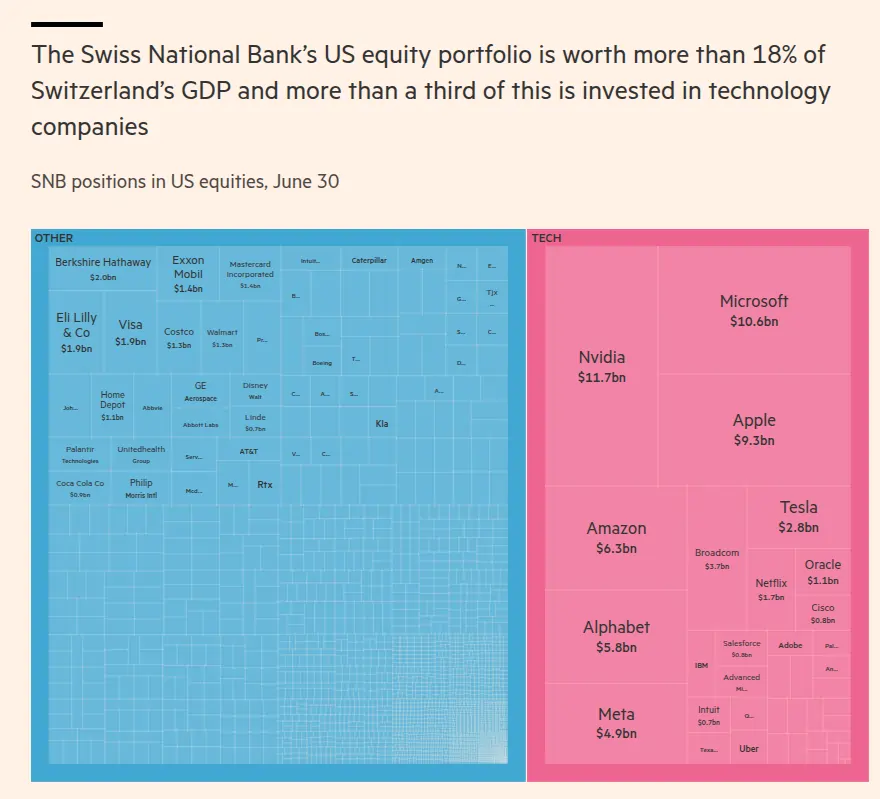 The Swiss National Bank's US equity portfolio is worth more than 18% of
Switzerland's GDP and more than a third of this is invested in technology
companies
SNB positions in US equities, June 30
OTHER
Berkshire Hathaway
$2.0bn
Exxon
Mobil
$1.4bn
Mastercard
Incorporated
$1.4bn
Intuit...
Caterpillar
Amgen
N...
E...
B...
G...
Tjx
...
Eli Lilly
& Co
$1.9bn
Visa
$1.9bn
Costco
$1.3bn
Walmart
$1.3bn
Pr...
Bos...
S...
C...
Boeing
T...
D...
Joh...
Home
Depot
$1.1bn
Abbvie
GE
Aerospace
Disney
Walt
C...
A...
S...
A...
Abbott Labs
Linde
$0.7bn
Kla
Palantir
Technologies
Unitedhealth
Group
Serv...
AT&T
V...
C...
Coca Cola Co
$0.9bn
Philip
Morris Intl
Mcd...
M...
Rtx
TECH
Nvidia
$11.7bn
Microsoft
$10.6bn
Apple
$9.3bn
Amazon
$6.3bn
Broadcom
$3.7bn
Tesla
$2.8bn
Netflix
$1.7bn
Oracle
$1.1bn
Cisco
$0.8bn
Alphabet
$5.8bn
IBM
Salesforce
$0.8bn
Adobe
Pal...
Advanced
Mi...
An...
Meta
$4.9bn
Intuit
$0.7bn
Q...
Texa...
Uber